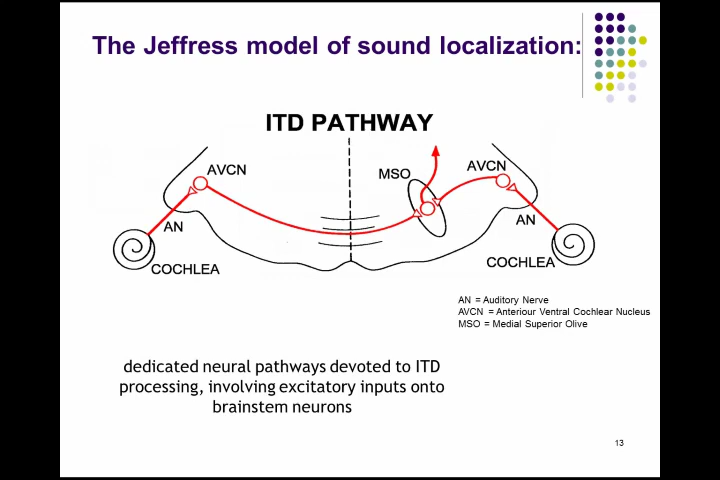 The Jeffress model of sound localization:
ITD PATHWAY
AVCN
MSO
AVCN
AN
AN
COCHLEA
COCHLEA
AN = Auditory Nerve
AVCN = Anteriour Ventral Cochlear Nucleus
MSO = Medial Superior Olive
dedicated neural pathways devoted to ITD
processing, involving excitatory inputs onto
brainstem neurons
13